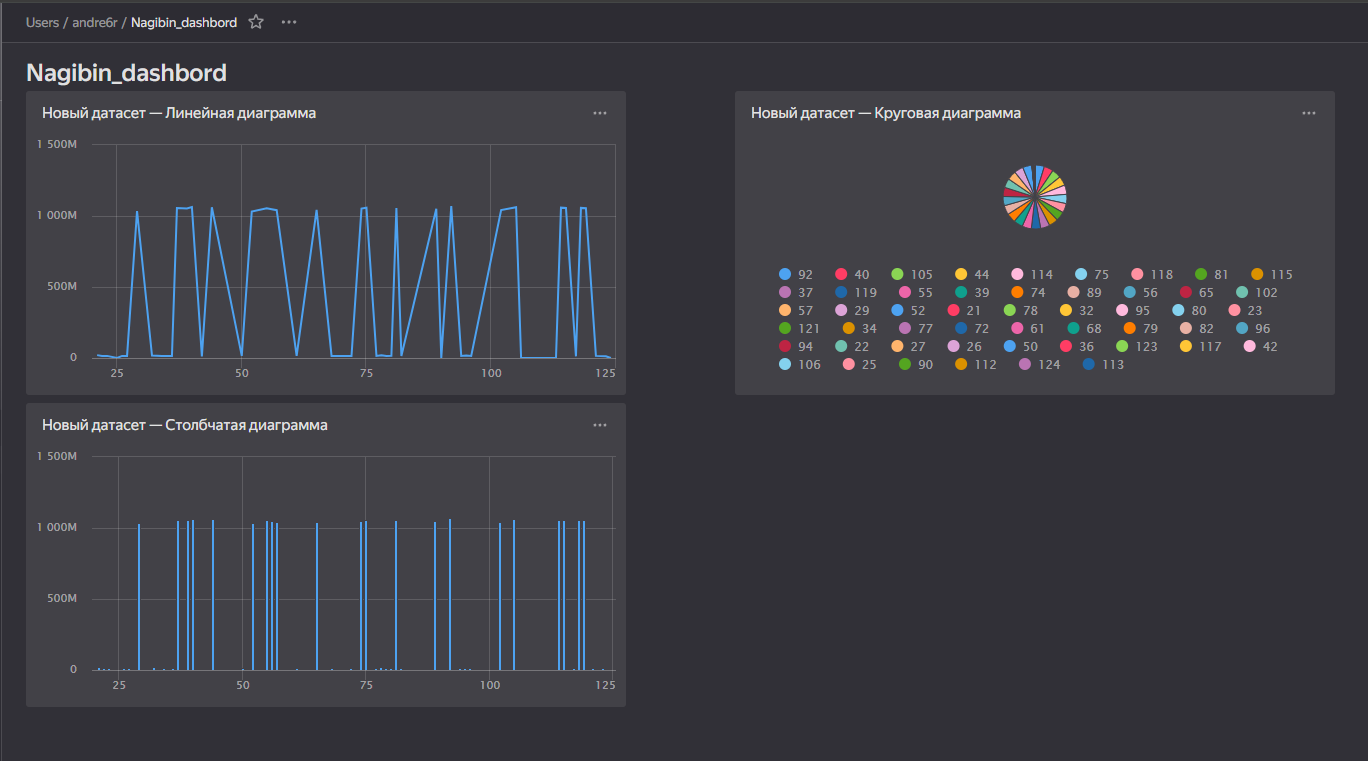 Users / andre6r / Nagibin_dashbord
Nagibin_dashbord
Новый датасет — Линейная диаграмма
1 500M
1 000M
500M
0
25 50 75 100 125
Новый датасет — Круговая диаграмма
92 40 105 44 114 75 118 81 115
37 119 55 39 74 89 56 65 102
57 29 52 21 78 32 95 80 23
121 34 77 72 61 68 79 82 96
94 22 27 26 50 36 123 117 42
106 25 90 112 124 113
Новый датасет — Столбчатая диаграмма
1 500M
1 000M
500M
0
25 50 75 100 125